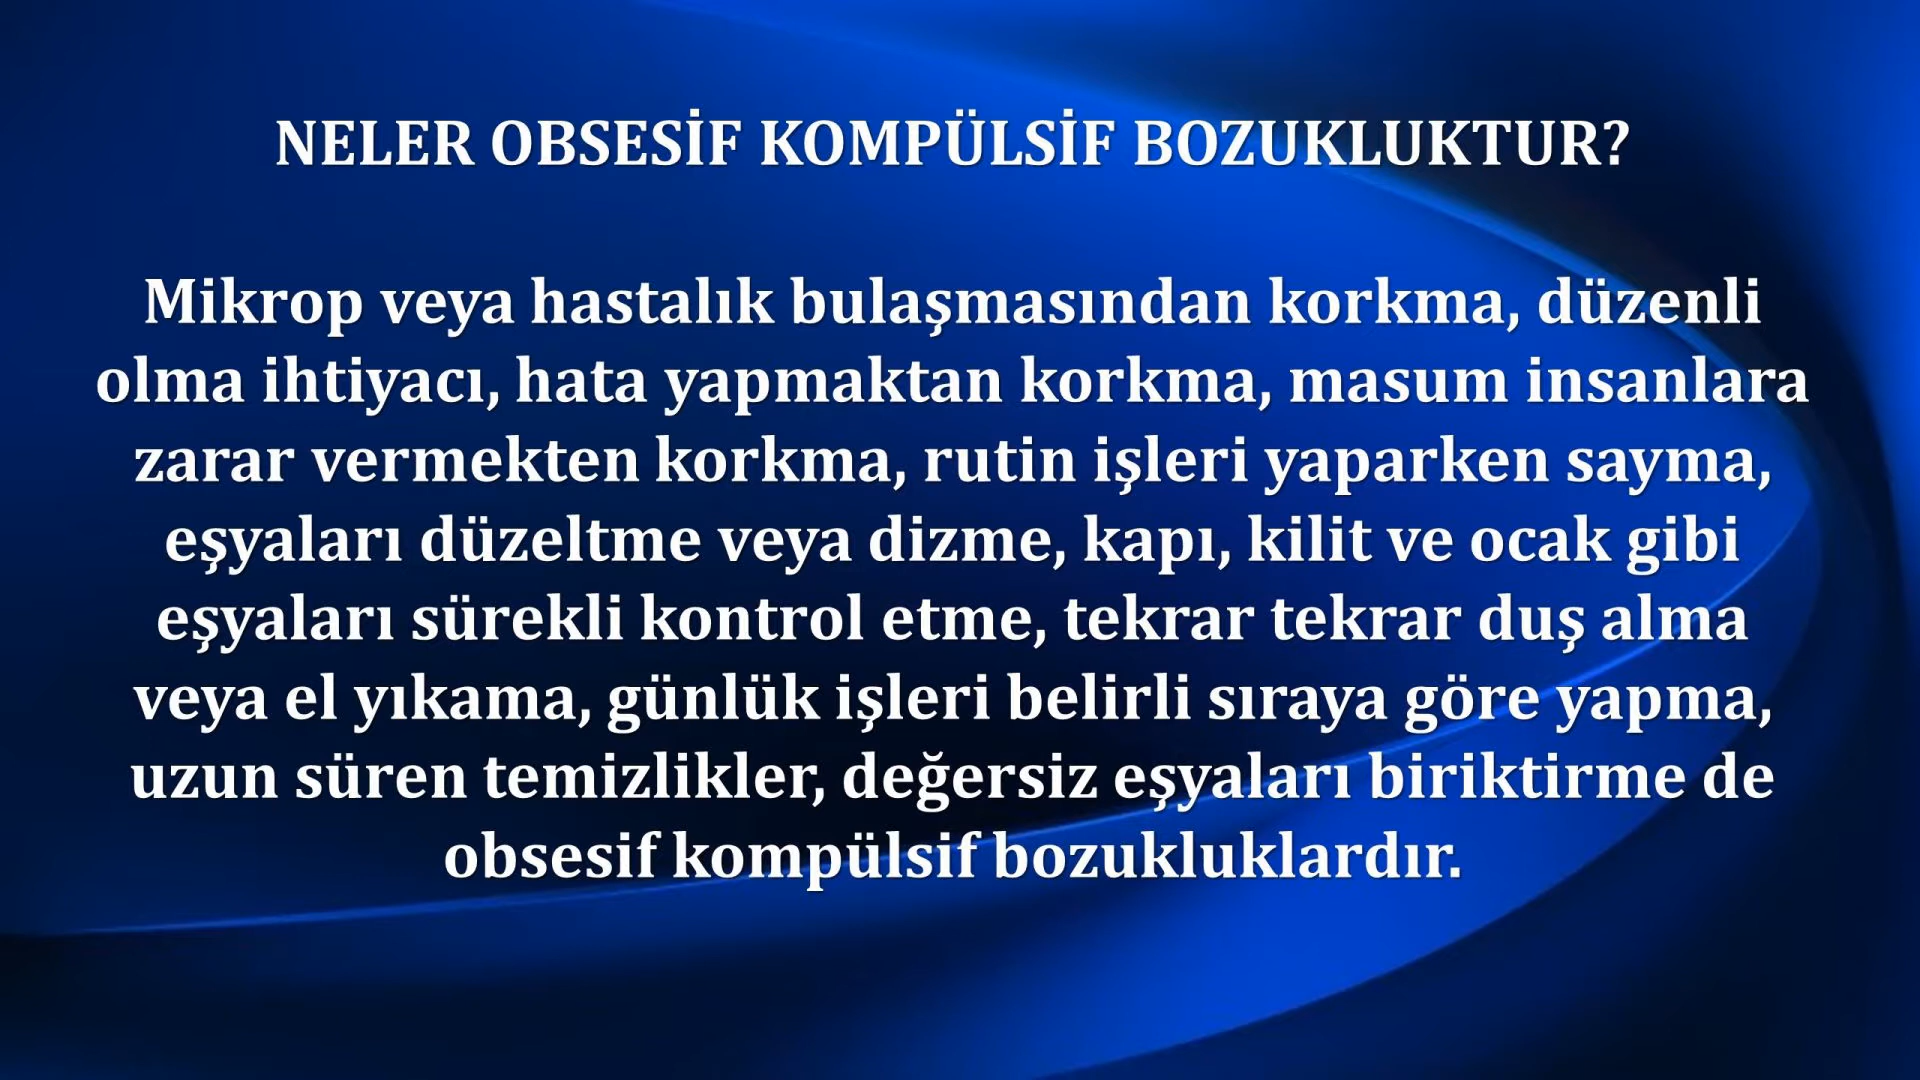 NELER OBSESİF KOMPÜLSİF BOZUKLUKTUR?
Mikrop veya hastalık bulaşmasından korkma, düzenli
olma ihtiyacı, hata yapmaktan korkma, masum insanlara
zarar vermekten korkma, rutin işleri yaparken sayma,
eşyaları düzeltme veya dizme, kapı, kilit ve ocak gibi
eşyaları sürekli kontrol etme, tekrar tekrar duş alma
veya el yıkama, günlük işleri belirli sıraya göre yapma,
uzun süren temizlikler, değersiz eşyaları biriktirme de
obsesif kompülsif bozukluklardır.